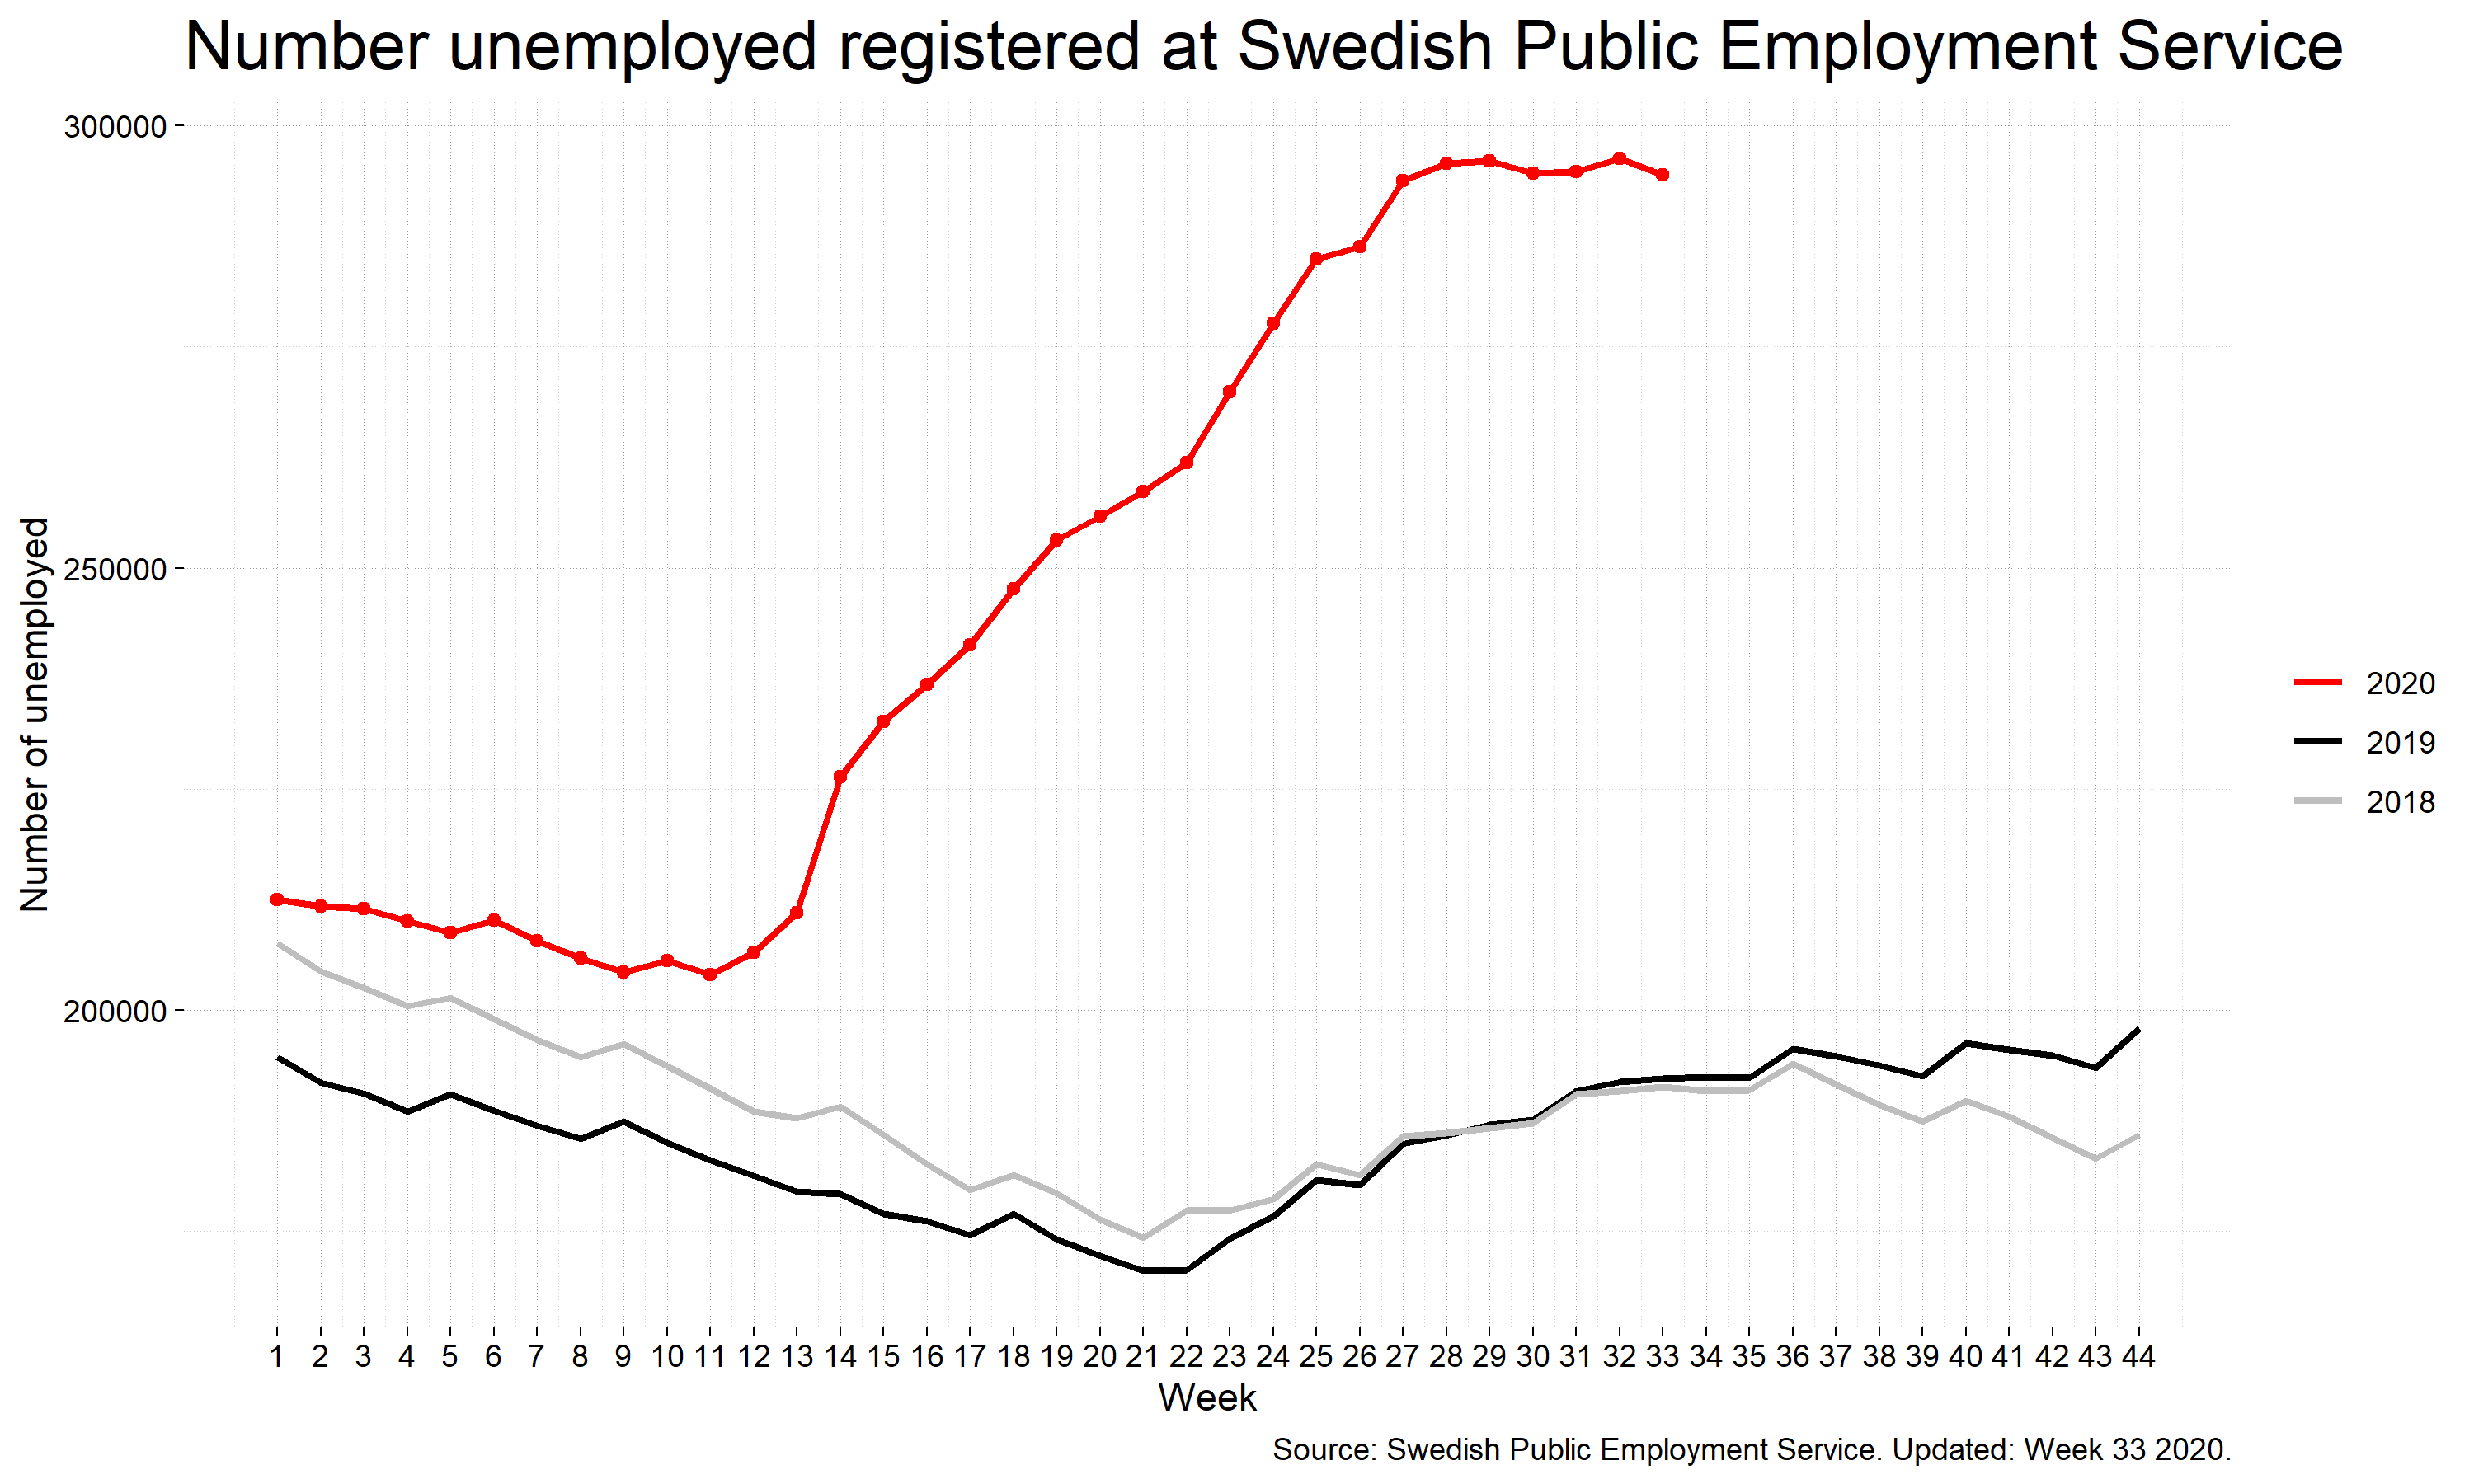 Number unemployed registered at Swedish Public Employment Service
300000
250000
200000
Number of unemployed
2020
2019
2018
1 2 3 4 5 6 7 8 9 10 11 12 13 14 15 16 17 18 19 20 21 22 23 24 25 26 27 28 29 30 31 32 33 34 35 36 37 38 39 40 41 42 43 44
Week
Source: Swedish Public Employment Service. Updated: Week 33 2020.